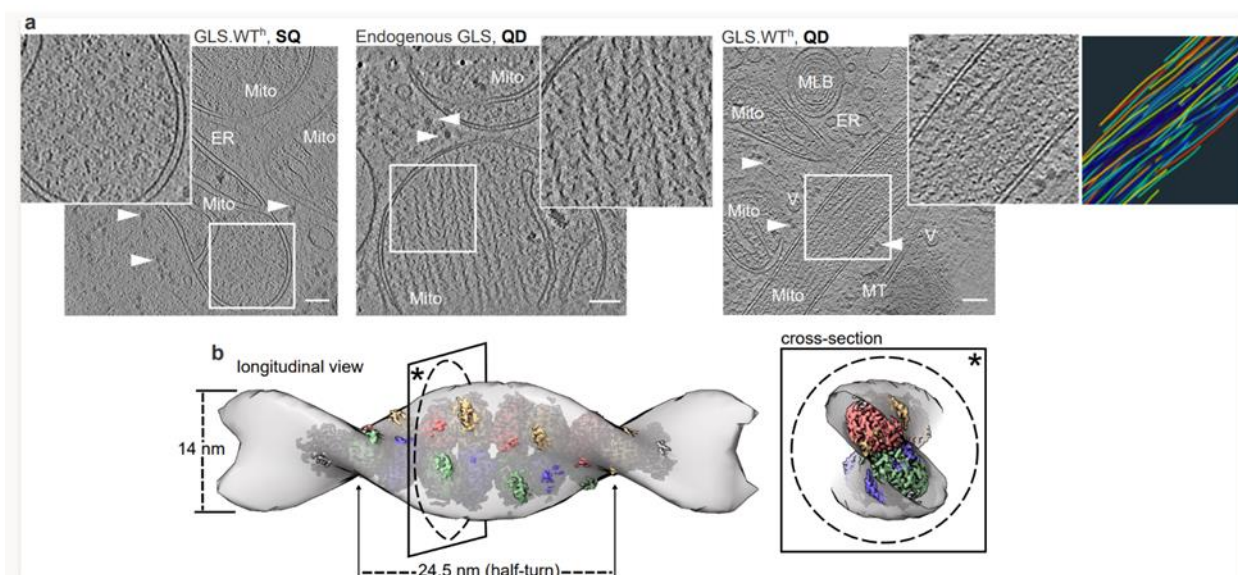 a
GLS.WTʰ, SQ
Endogenous GLS, QD
GLS.WTʰ, QD
Mito
ER
Mito
Mito
Mito
Mito
MLB
ER
Mito
∀
∀
Mito
MT
b
longitudinal view
*
14 nm
24.5 nm (half-turn)
cross-section
*